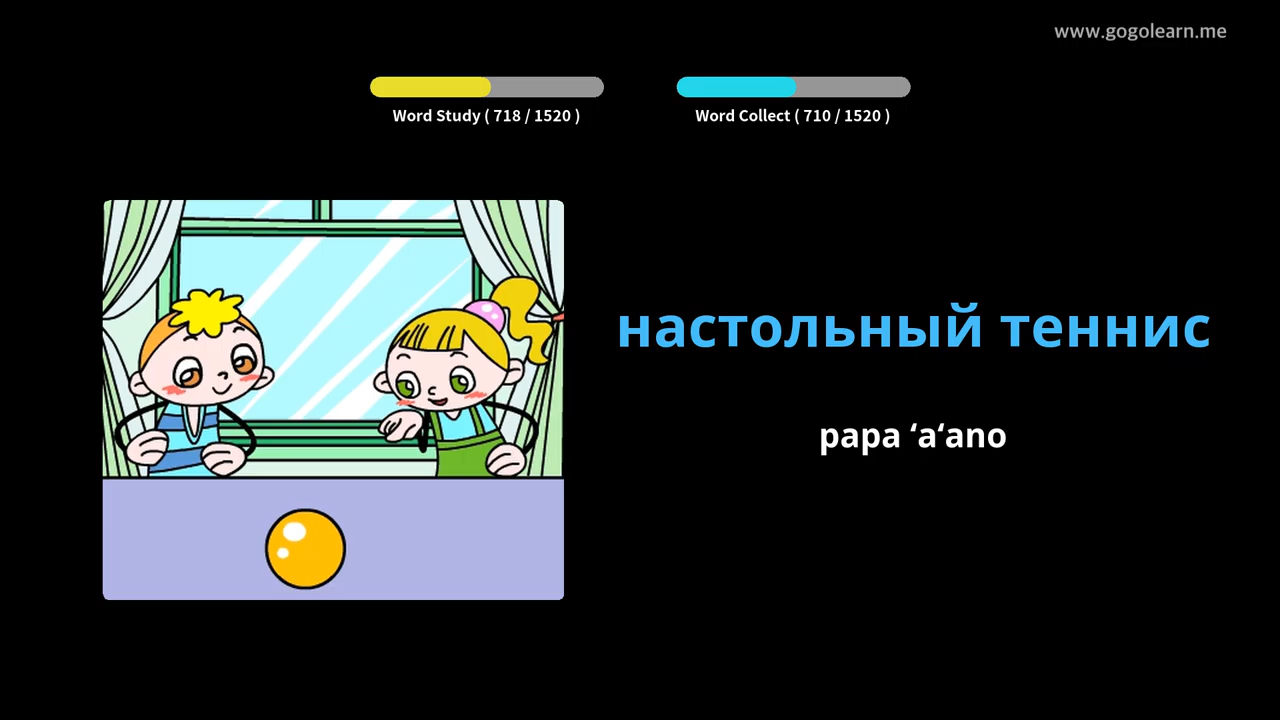 www.gogolearn.me
Word Study ( 718 / 1520 )
Word Collect ( 710 / 1520 )
настольный теннис
papa ʻaʻano